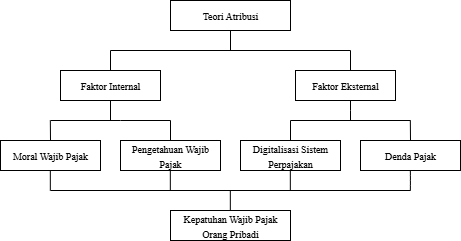 Teori Atribusi
Faktor Internal
Faktor Eksternal
Moral Wajib Pajak
Pengetahuan Wajib
Pajak
Digitalisasi Sistem
Perpajakan
Denda Pajak
Kepatuhan Wajib Pajak
Orang Pribadi